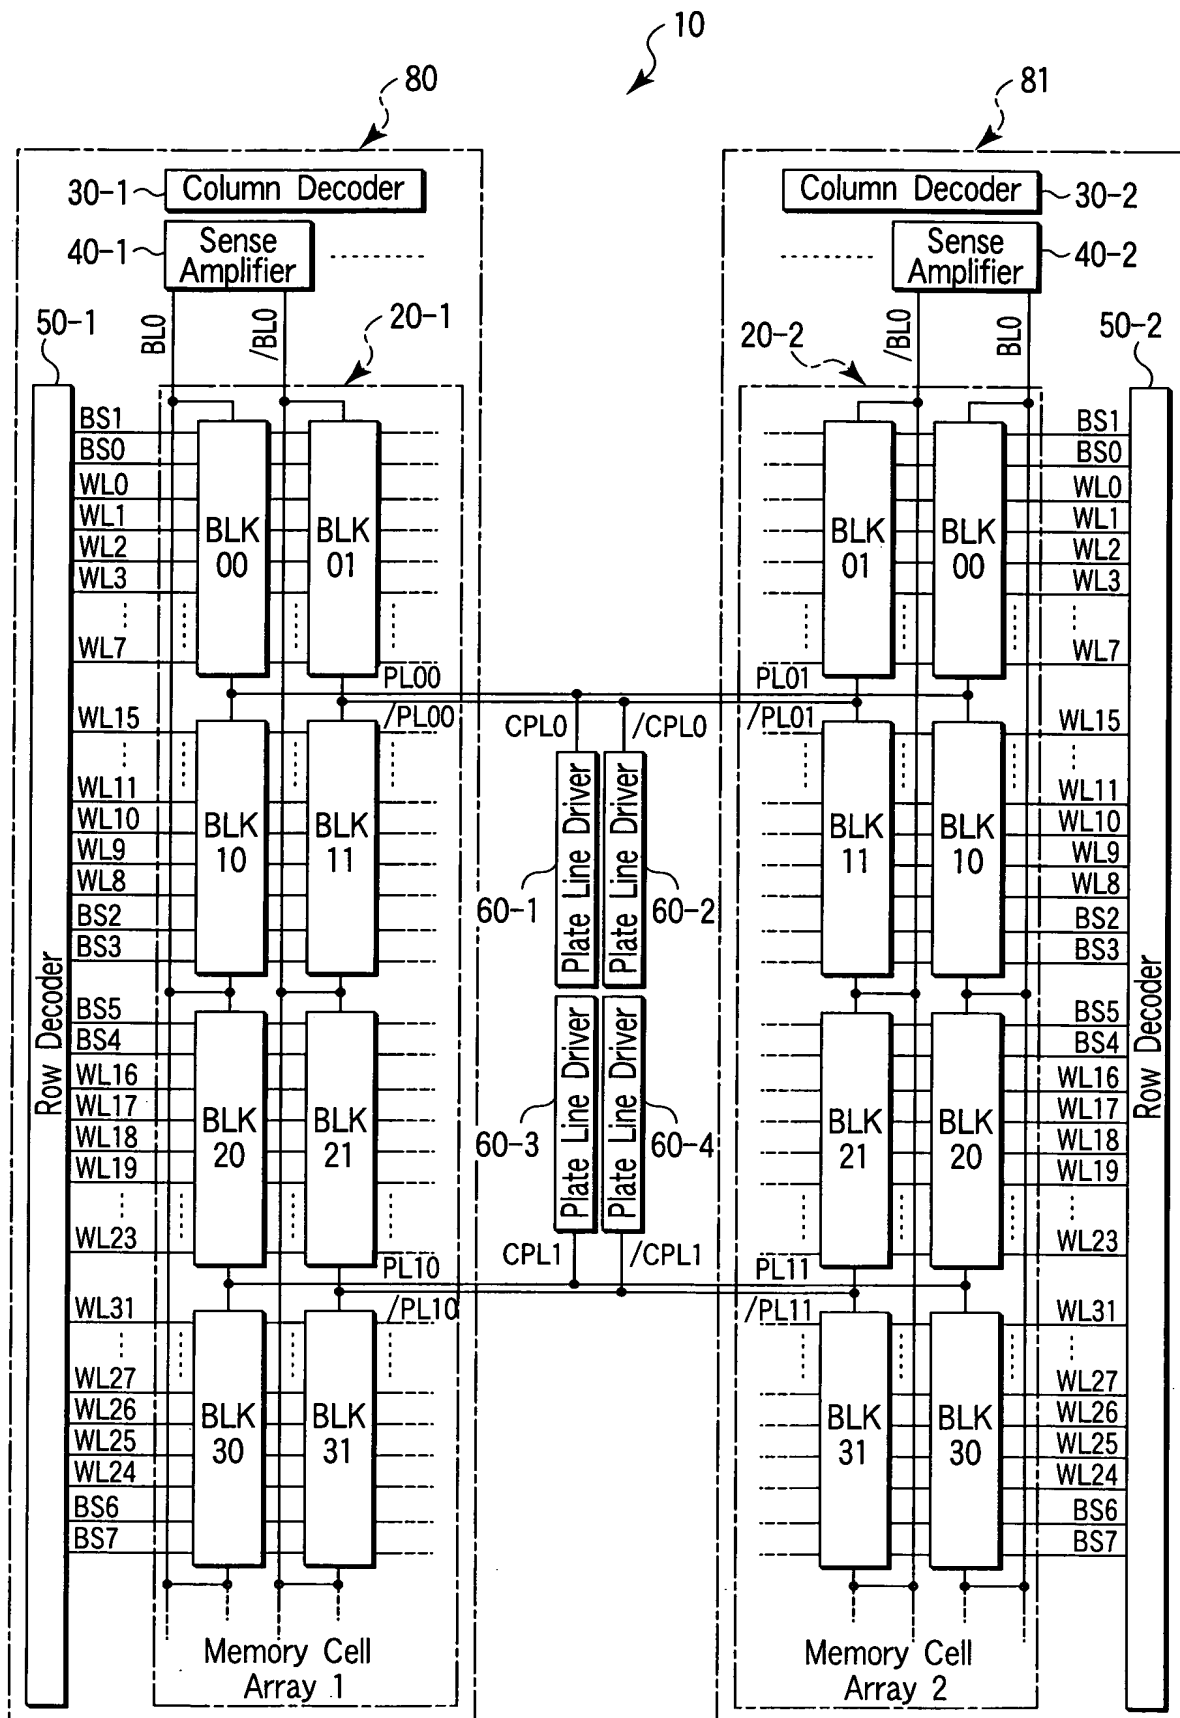 10
80
81
30-1
Column Decoder
Column Decoder
30-2
40-1
Sense
Amplifier
Sense
Amplifier
40-2
50-1
BL0
/BL0
20-1
20-2
/BL0
BL0
50-2
BS1
BS0
WL0
WL1
WL2
WL3
WL7
BLK
00
BLK
01
BLK
01
BLK
00
BS1
BS0
WL0
WL1
WL2
WL3
WL7
PL00
/PL00
PL01
/PL01
CPL0
/CPL0
WL15
WL11
WL10
WL9
WL8
BS2
BS3
BLK
10
BLK
11
60-1
Plate Line Driver
Plate Line Driver
60-2
BLK
11
BLK
10
WL15
WL11
WL10
WL9
WL8
BS2
BS3
Row Decoder
Row Decoder
BS5
BS4
WL16
WL17
WL18
WL19
WL23
BLK
20
BLK
21
60-3
Plate Line Driver
Plate Line Driver
60-4
BLK
21
BLK
20
BS5
BS4
WL16
WL17
WL18
WL19
WL23
CPL1
/CPL1
PL10
/PL10
PL11
/PL11
WL31
WL27
WL26
WL25
WL24
BS6
BS7
BLK
30
BLK
31
BLK
31
BLK
30
WL31
WL27
WL26
WL25
WL24
BS6
BS7
Memory Cell
Array 1
Memory Cell
Array 2